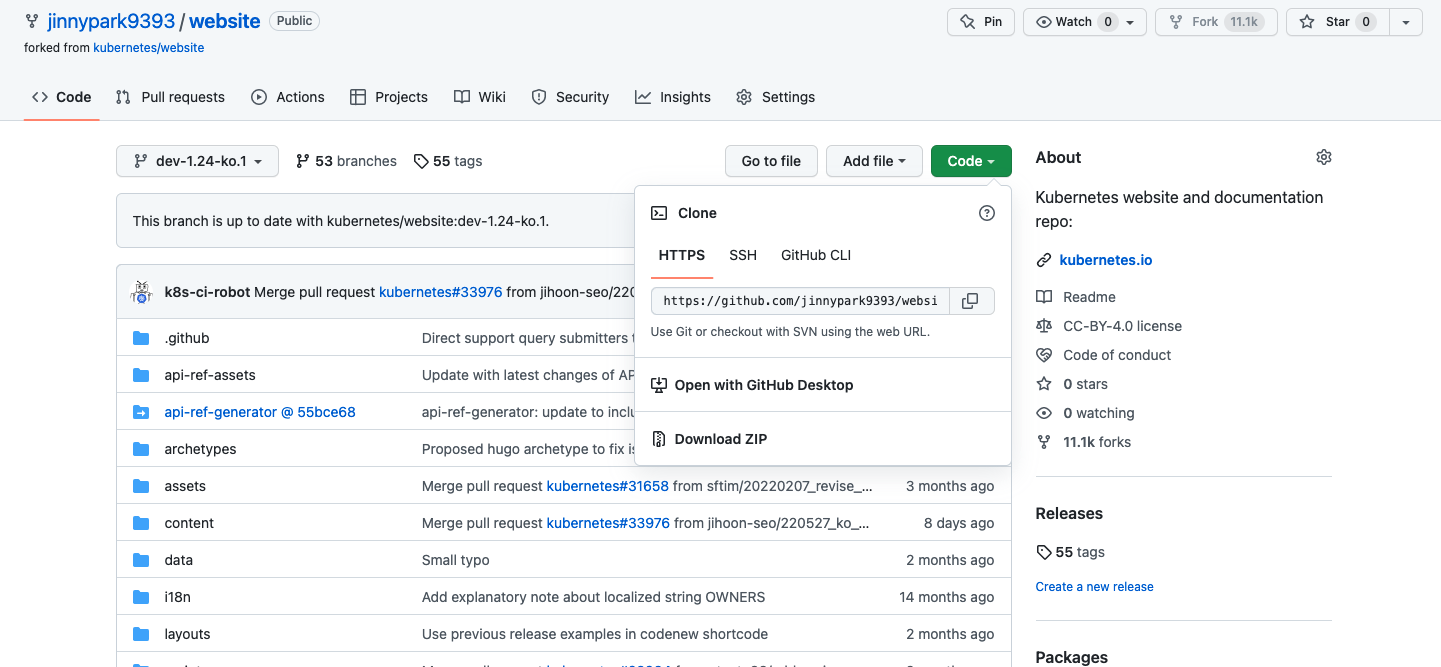 jinnypark9393 / website Public
Pin Watch 0 Fork 11.1k Star 0
forked from kubernetes/website
Code Pull requests Actions Projects Wiki Security Insights Settings
dev-1.24-ko.1 53 branches 55 tags Go to file Add file Code
This branch is up to date with kubernetes/website:dev-1.24-ko.1.
Clone
HTTPS SSH GitHub CLI
https://github.com/jinnypark9393/websi
Use Git or checkout with SVN using the web URL.
Open with GitHub Desktop
Download ZIP
k8s-ci-robot Merge pull request kubernetes#33976 from jihoon-seo/220
.github Direct support query submitters
api-ref-assets Update with latest changes of AP
api-ref-generator @ 55bce68 api-ref-generator: update to inclu
archetypes Proposed hugo archetype to fix is
assets Merge pull request kubernetes#31658 from sftim/20220207_revise_... 3 months ago
content Merge pull request kubernetes#33976 from jihoon-seo/220527_ko_... 8 days ago
data Small typo 2 months ago
i18n Add explanatory note about localized string OWNERS 14 months ago
layouts Use previous release examples in codenew shortcode 2 months ago
About
Kubernetes website and documentation
repo:
kubernetes.io
Readme
CC-BY-4.0 license
Code of conduct
0 stars
0 watching
11.1k forks
Releases
55 tags
Create a new release
Packages